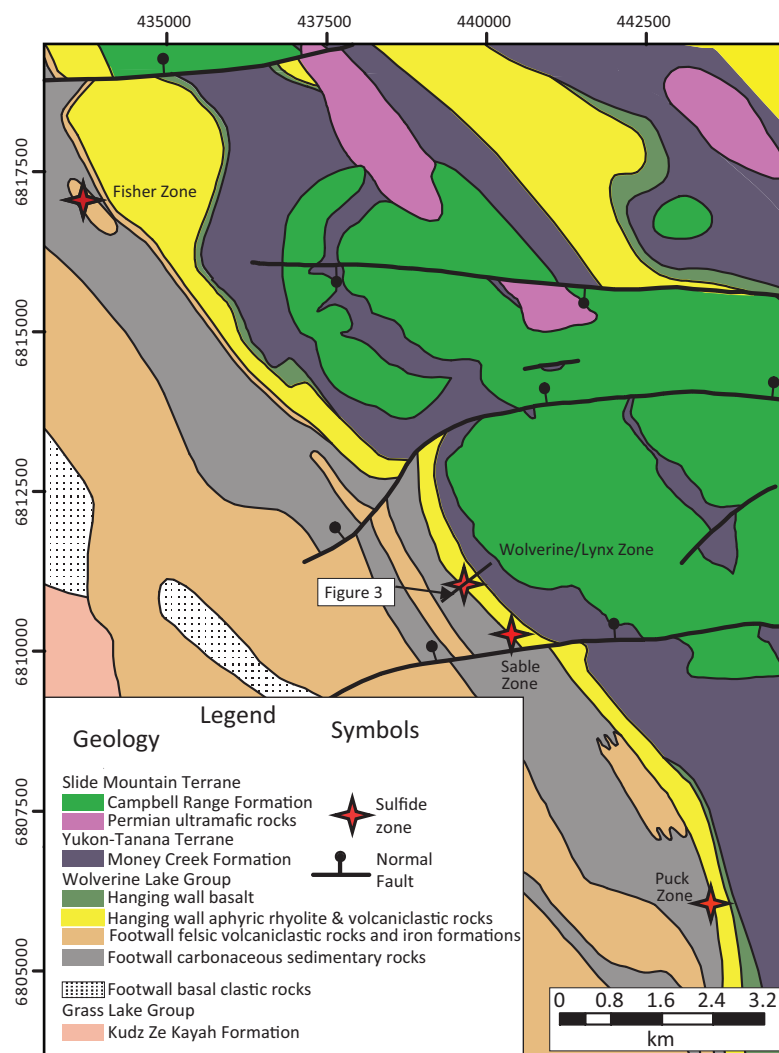 435000 437500 440000 442500
6817500
6815000
6812500
6810000
6807500
6805000
Fisher Zone
Wolverine/Lynx Zone
Figure 3
Sable
Zone
Puck
Zone
Legend
Geology Symbols
Slide Mountain Terrane
Campbell Range Formation
Permian ultramafic rocks
Yukon-Tanana Terrane
Money Creek Formation
Wolverine Lake Group
Hanging wall basalt
Hanging wall aphyric rhyolite & volcaniclastic rocks
Footwall felsic volcaniclastic rocks and iron formations
Footwall carbonaceous sedimentary rocks
Footwall basal clastic rocks
Grass Lake Group
Kudz Ze Kayah Formation
Sulfide
zone
Normal
Fault
0 0.8 1.6 2.4 3.2
km